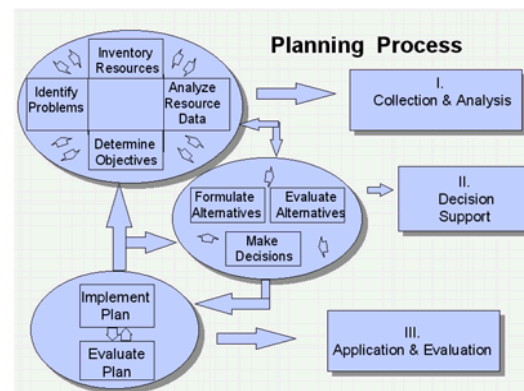 Planning Process
Inventory
Resources
Identify
Problems
Analyze
Resource
Data
Determine
Objectives
I.
Collection & Analysis
Formulate
Alternatives
Evaluate
Alternatives
Make
Decisions
II.
Decision
Support
Implement
Plan
Evaluate
Plan
III.
Application & Evaluation